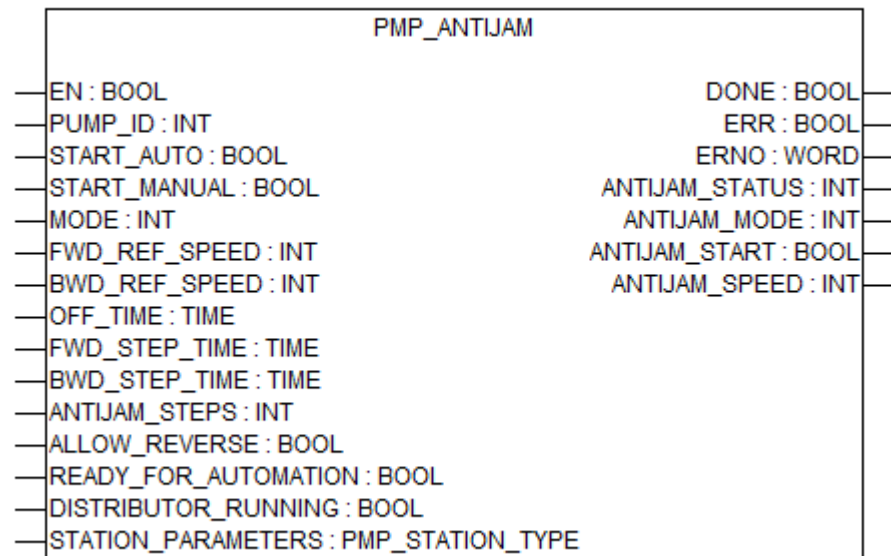 PMP_ANTIJAM
EN : BOOL DONE : BOOL
PUMP_ID : INT ERR : BOOL
START_AUTO : BOOL ERNO : WORD
START_MANUAL : BOOL ANTIJAM_STATUS : INT
MODE : INT ANTIJAM_MODE : INT
FWD_REF_SPEED : INT ANTIJAM_START : BOOL
BWD_REF_SPEED : INT ANTIJAM_SPEED : INT
OFF_TIME : TIME
FWD_STEP_TIME : TIME
BWD_STEP_TIME : TIME
ANTIJAM_STEPS : INT
ALLOW_REVERSE : BOOL
READY_FOR_AUTOMATION : BOOL
DISTRIBUTOR_RUNNING : BOOL
STATION_PARAMETERS : PMP_STATION_TYPE